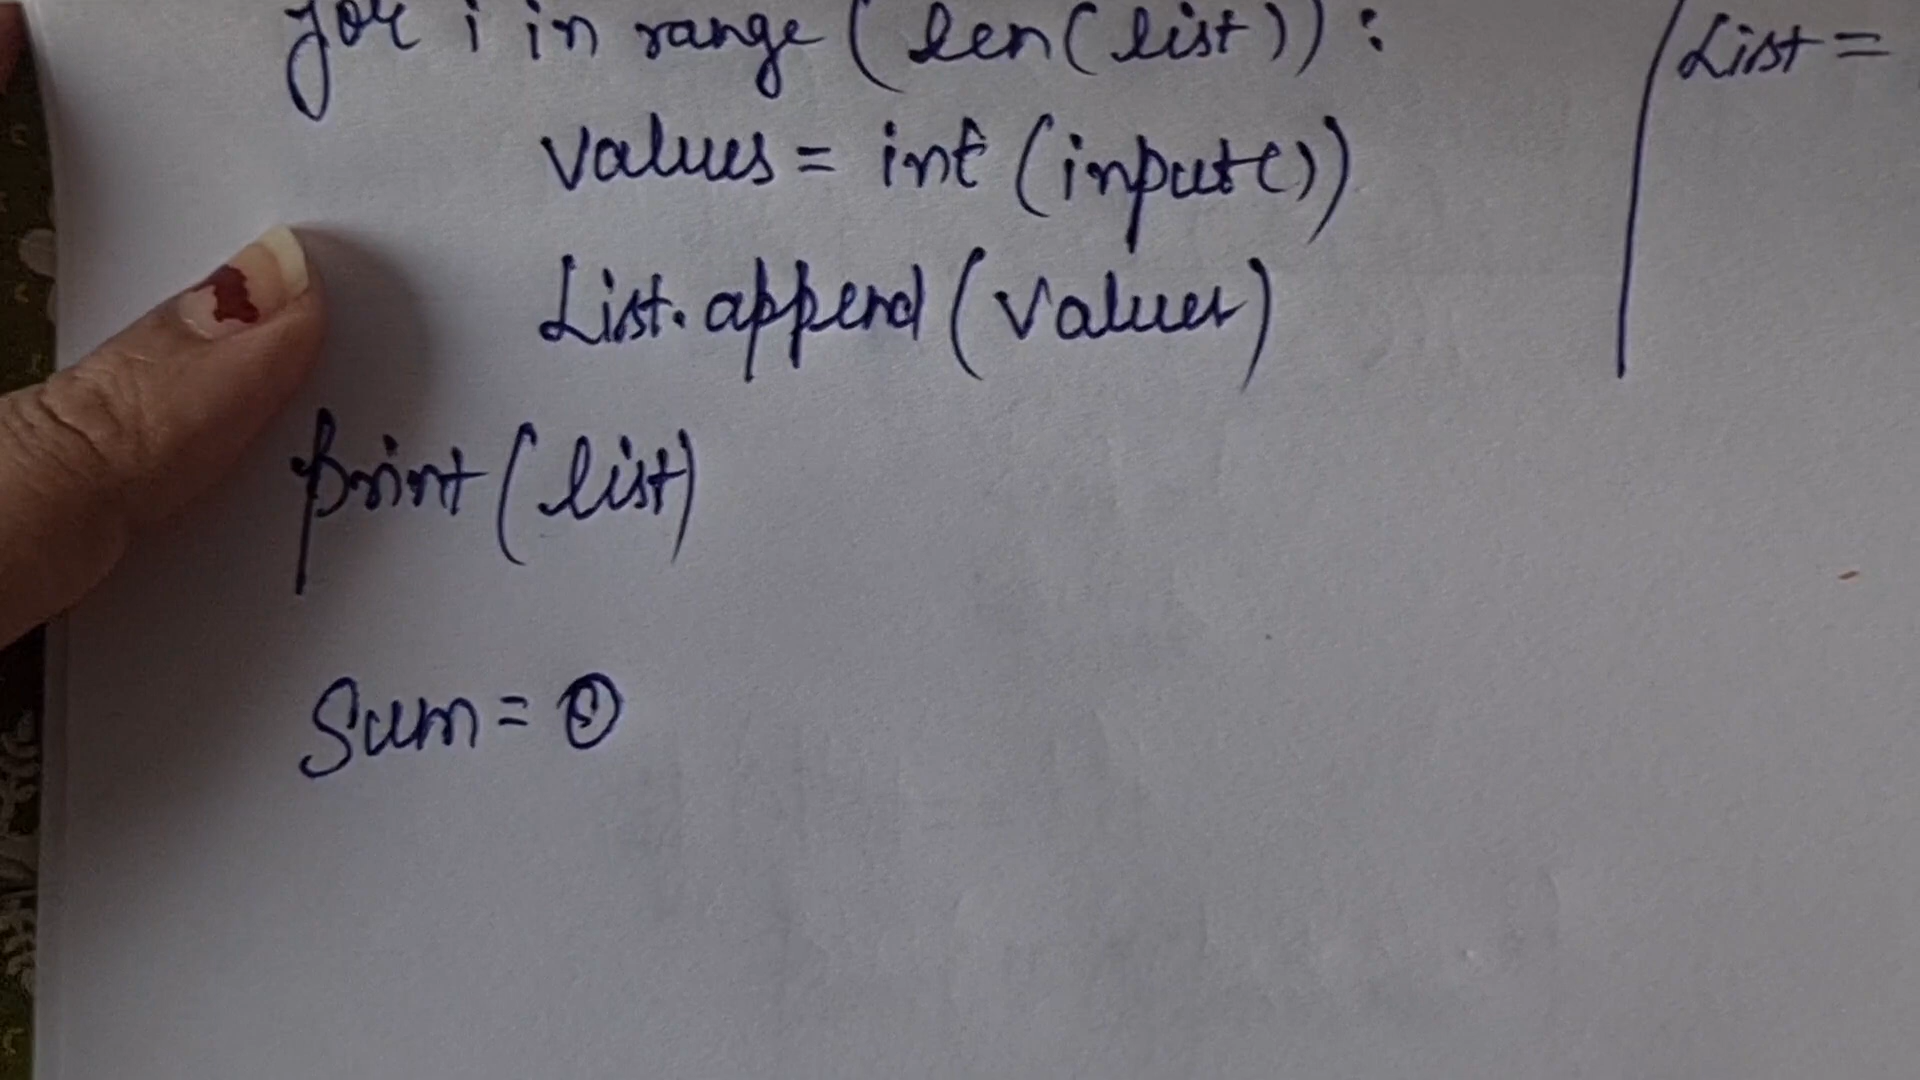 for i in range (len(list)):
values = int (input())
List.append (values)
print (list)
Sum = 0
List =